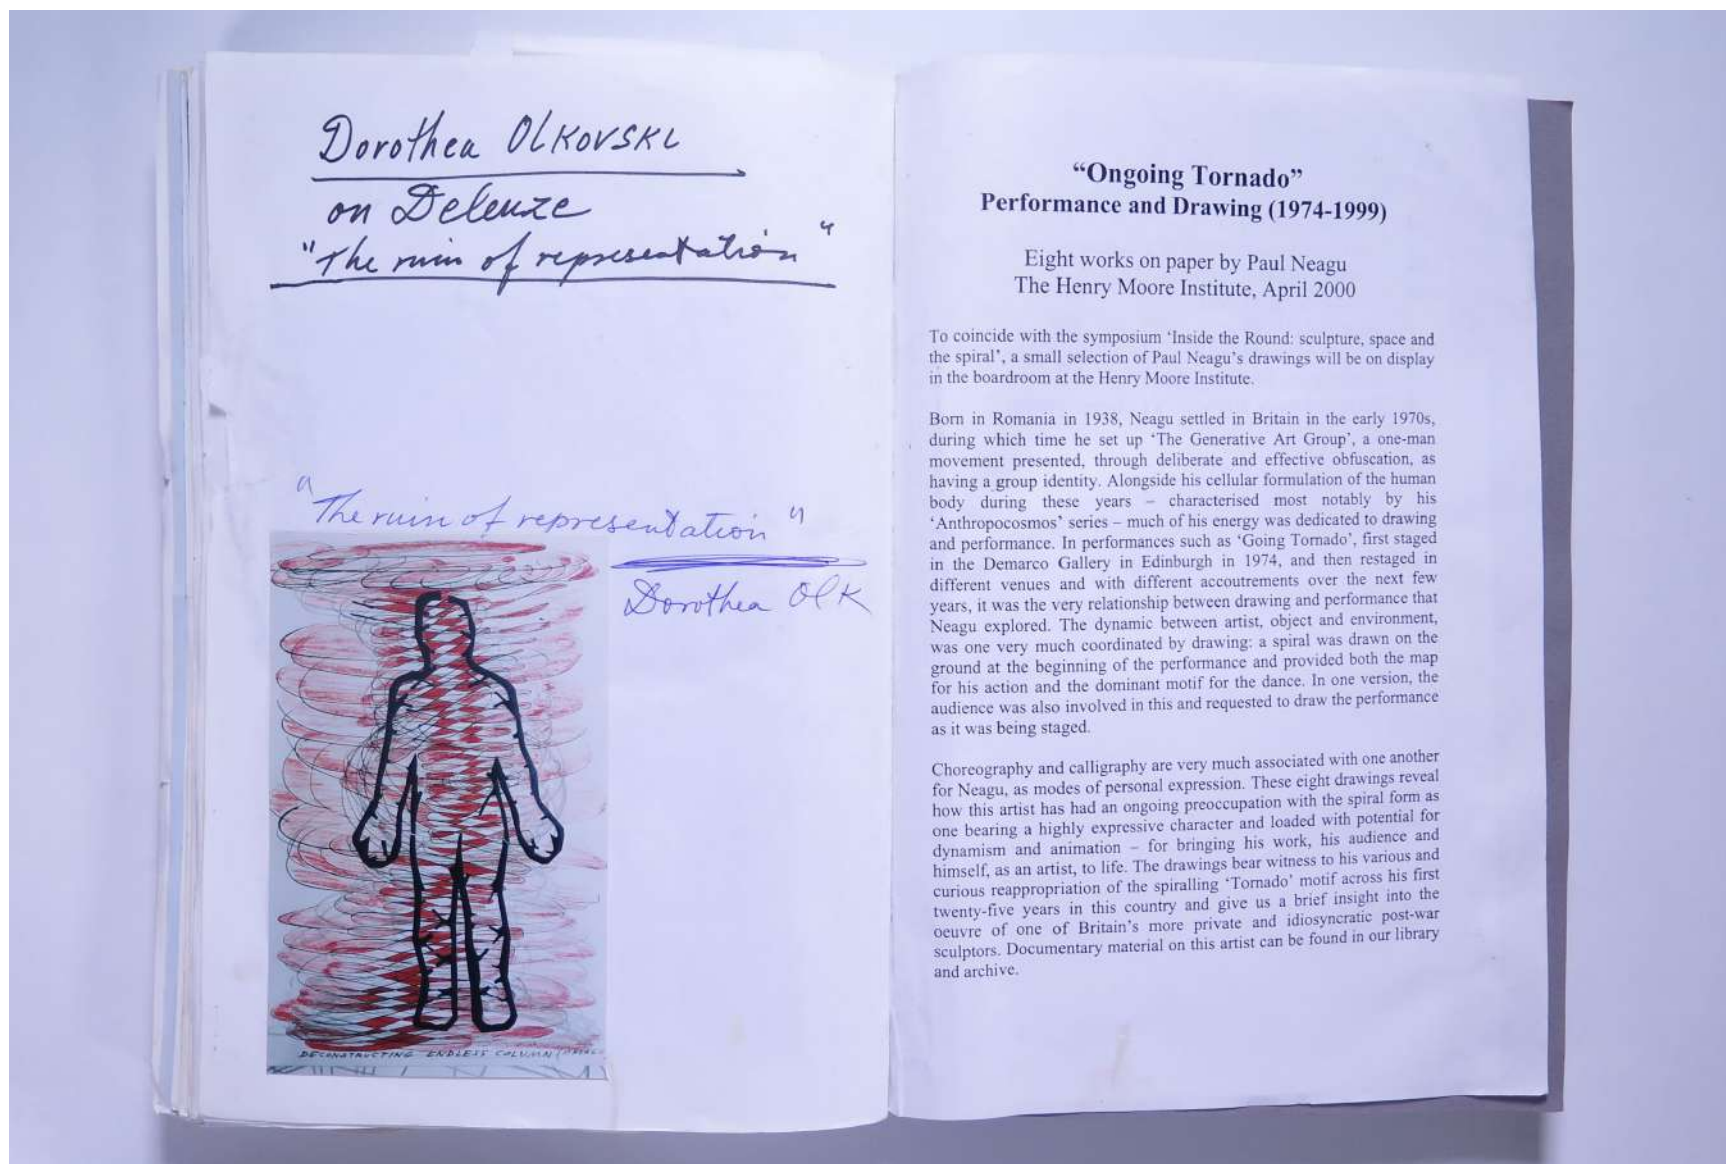 Dorothea OLKOVSKI
on Deleuze
"The ruin of representation"
"The ruin of representation"
Dorothea Olk
DECONSTRUCTING ENDLESS COLUMN
“Ongoing Tornado”
Performance and Drawing (1974-1999)
Eight works on paper by Paul Neagu
The Henry Moore Institute, April 2000
To coincide with the symposium ‘Inside the Round: sculpture, space and
the spiral’, a small selection of Paul Neagu’s drawings will be on display
in the boardroom at the Henry Moore Institute.
Born in Romania in 1938, Neagu settled in Britain in the early 1970s,
during which time he set up ‘The Generative Art Group’, a one-man
movement presented, through deliberate and effective obfuscation, as
having a group identity. Alongside his cellular formulation of the human
body during these years – characterised most notably by his
‘Anthropocosmos’ series – much of his energy was dedicated to drawing
and performance. In performances such as ‘Going Tornado’, first staged
in the Demarco Gallery in Edinburgh in 1974, and then restaged in
different venues and with different accoutrements over the next few
years, it was the very relationship between drawing and performance that
Neagu explored. The dynamic between artist, object and environment,
was one very much coordinated by drawing: a spiral was drawn on the
ground at the beginning of the performance and provided both the map
for his action and the dominant motif for the dance. In one version, the
audience was also involved in this and requested to draw the performance
as it was being staged.
Choreography and calligraphy are very much associated with one another
for Neagu, as modes of personal expression. These eight drawings reveal
how this artist has had an ongoing preoccupation with the spiral form as
one bearing a highly expressive character and loaded with potential for
dynamism and animation – for bringing his work, his audience and
himself, as an artist, to life. The drawings bear witness to his various and
curious reappropriation of the spiralling ‘Tornado’ motif across his first
twenty-five years in this country and give us a brief insight into the
oeuvre of one of Britain’s more private and idiosyncratic post-war
sculptors. Documentary material on this artist can be found in our library
and archive.